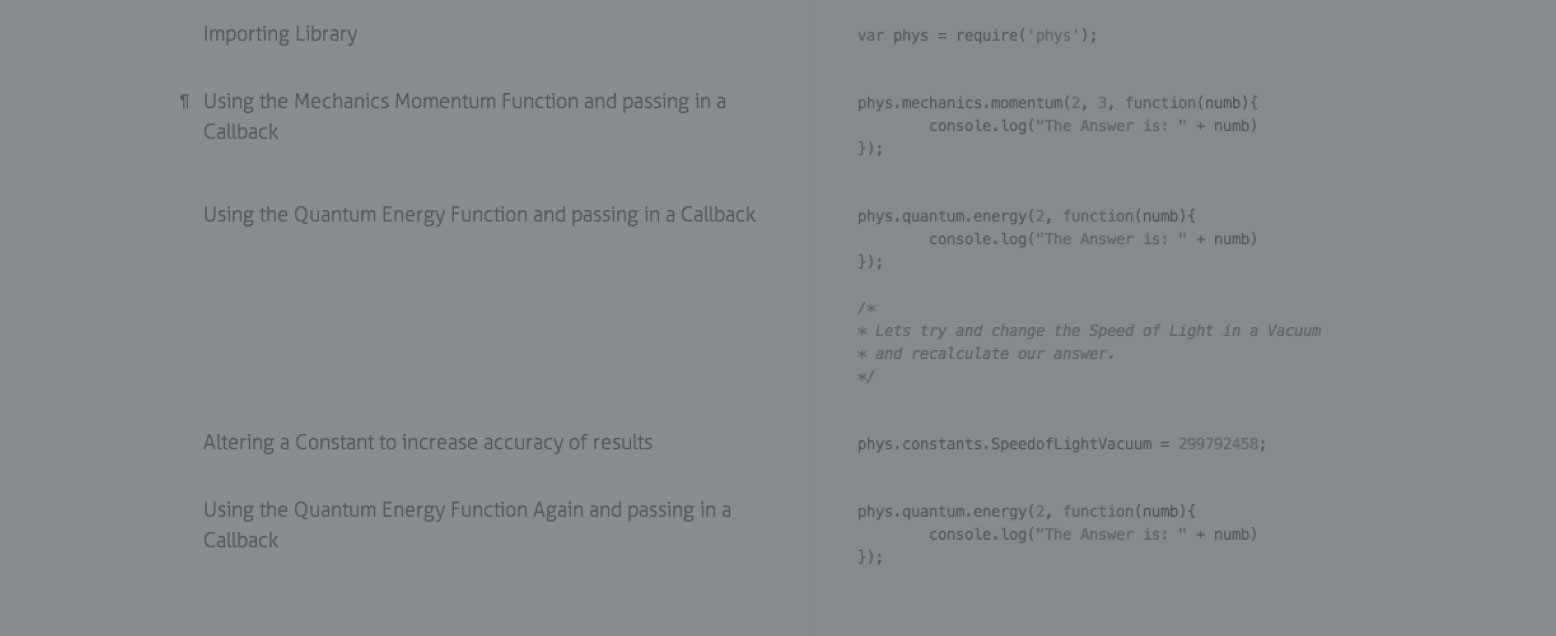 Importing Library
var phys = require('phys');
¶ Using the Mechanics Momentum Function and passing in a
Callback
phys.mechanics.momentum(2, 3, function(numb){
        console.log("The Answer is: " + numb)
});
Using the Quantum Energy Function and passing in a Callback
phys.quantum.energy(2, function(numb){
        console.log("The Answer is: " + numb)
});
/*
* Lets try and change the Speed of Light in a Vacuum
* and recalculate our answer.
*/
Altering a Constant to increase accuracy of results
phys.constants.SpeedofLightVacuum = 299792458;
Using the Quantum Energy Function Again and passing in a
Callback
phys.quantum.energy(2, function(numb){
        console.log("The Answer is: " + numb)
});